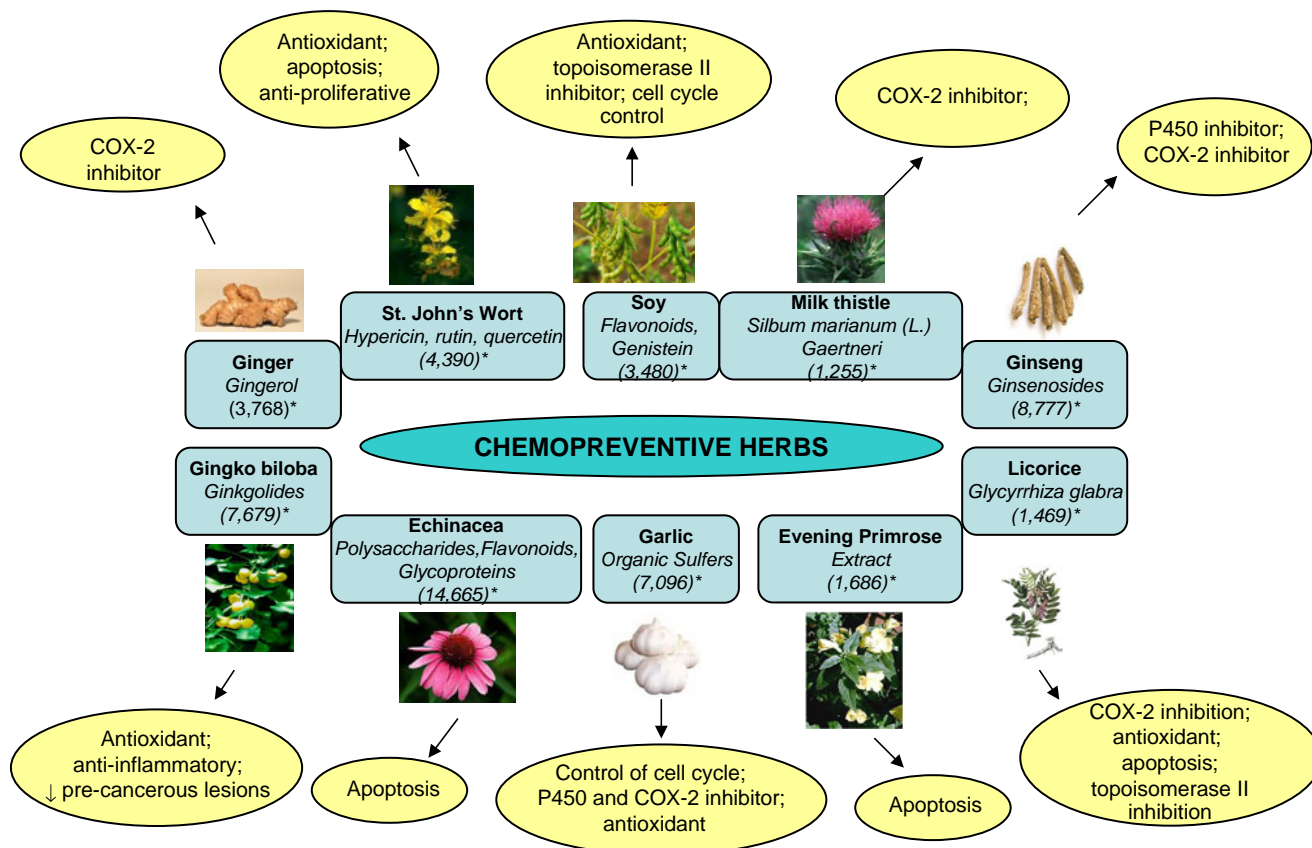 Antioxidant;
apoptosis;
anti-proliferative
Antioxidant;
topoisomerase II
inhibitor; cell cycle
control
COX-2 inhibitor;
P450 inhibitor;
COX-2 inhibitor
COX-2
inhibitor
St. John's Wort
Hypericin, rutin, quercetin
(4,390)*
Soy
Flavonoids,
Genistein
(3,480)*
Milk thistle
Silbum marianum (L.)
Gaertneri
(1,255)*
Ginger
Gingerol
(3,768)*
Ginseng
Ginsenosides
(8,777)*
CHEMOPREVENTIVE HERBS
Gingko biloba
Ginkgolides
(7,679)*
Echinacea
Polysaccharides,Flavonoids,
Glycoproteins
(14,665)*
Garlic
Organic Sulfers
(7,096)*
Evening Primrose
Extract
(1,686)*
Licorice
Glycyrrhiza glabra
(1,469)*
Antioxidant;
anti-inflammatory;
↓ pre-cancerous lesions
Apoptosis
Control of cell cycle;
P450 and COX-2 inhibitor;
antioxidant
Apoptosis
COX-2 inhibition;
antioxidant;
apoptosis;
topoisomerase II
inhibition